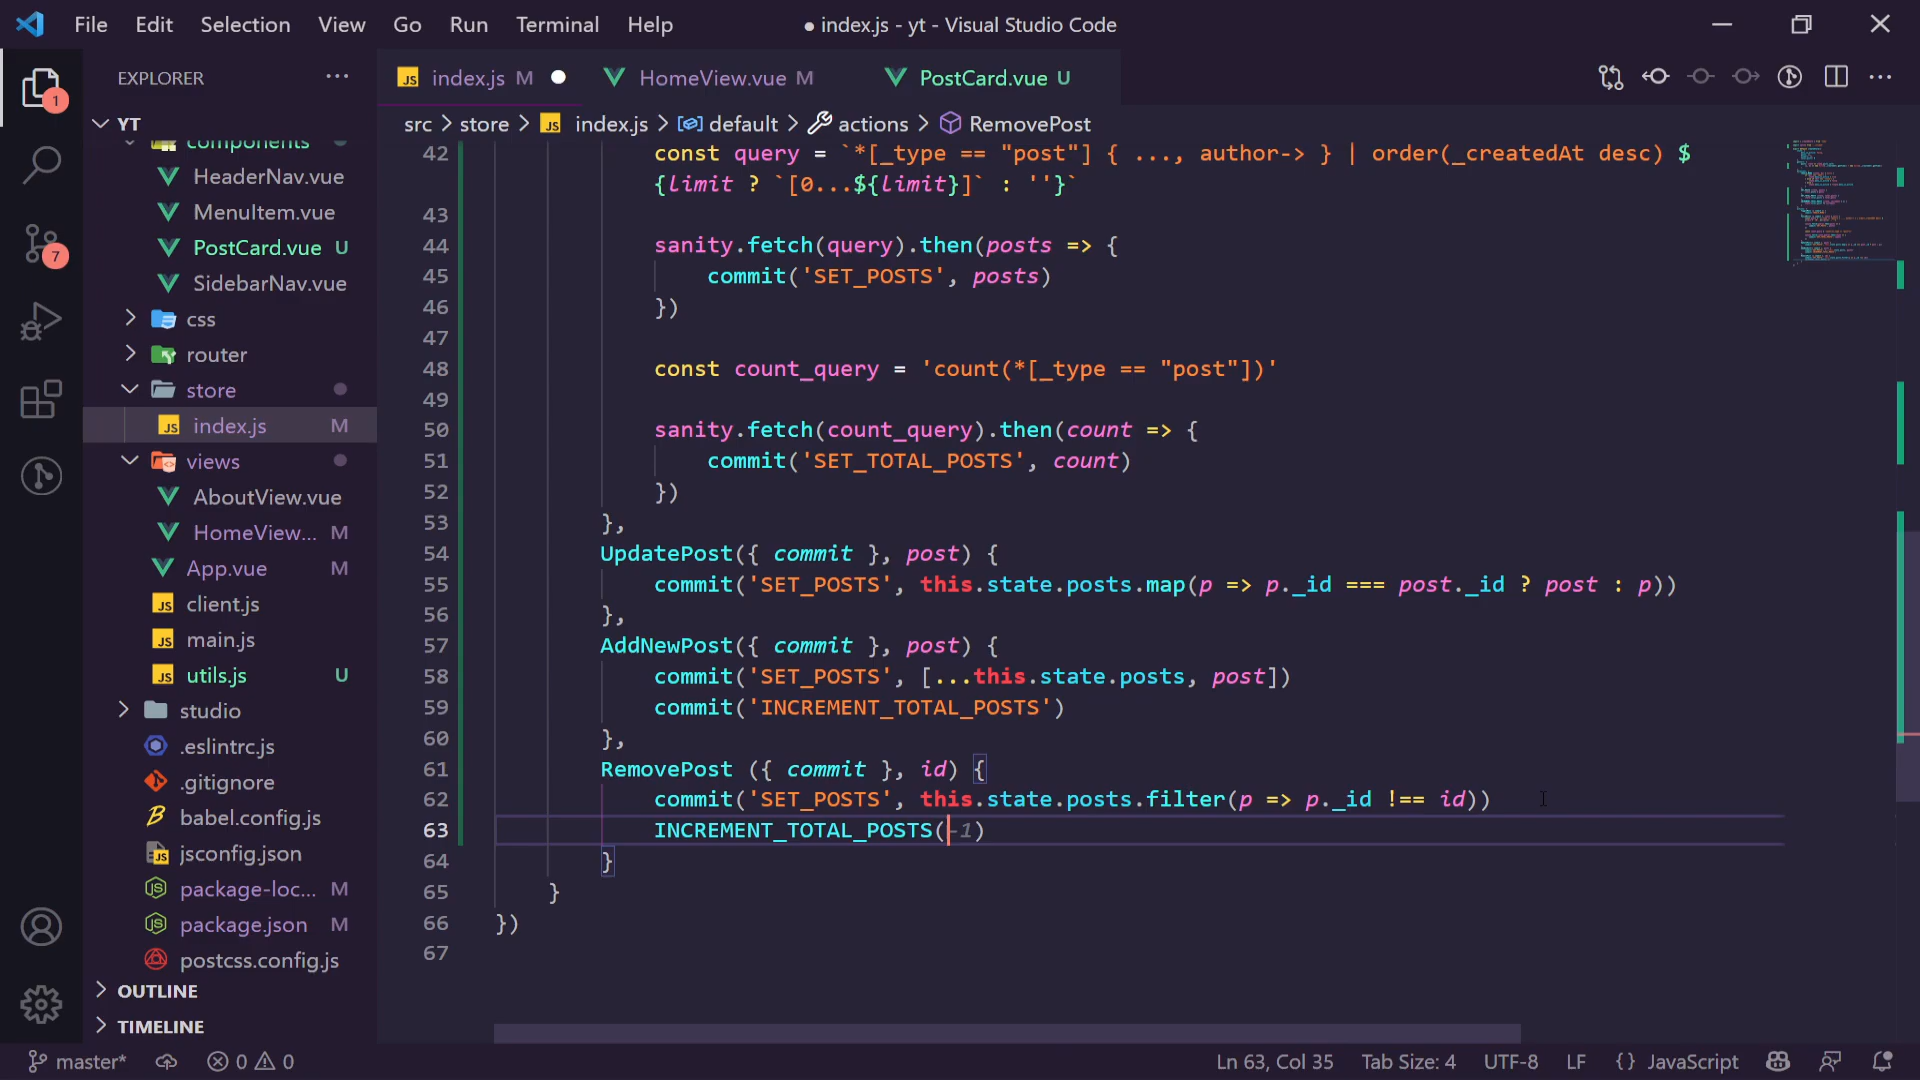 File Edit Selection View Go Run Terminal Help
● index.js - yt - Visual Studio Code
EXPLORER
index.js M
HomeView.vue M
PostCard.vue U
src > store > JS index.js > default > actions > RemovePost
1
7
YT
components
HeaderNav.vue
MenuItem.vue
PostCard.vue U
SidebarNav.vue
css
router
store
JS index.js M
views
AboutView.vue
HomeView... M
App.vue M
JS client.js
JS main.js
JS utils.js U
studio
.eslintrc.js
.gitignore
babel.config.js
jsconfig.json
package-loc... M
package.json M
postcss.config.js
OUTLINE
TIMELINE
42 const query = `*[_type == "post"] { ..., author-> } | order(_createdAt desc) $
{limit ? `[0...${limit}]` : ''}`
43
44 sanity.fetch(query).then(posts => {
45 commit('SET_POSTS', posts)
46 })
47
48 const count_query = 'count(*[_type == "post"])'
49
50 sanity.fetch(count_query).then(count => {
51 commit('SET_TOTAL_POSTS', count)
52 })
53 },
54 UpdatePost({ commit }, post) {
55 commit('SET_POSTS', this.state.posts.map(p => p._id === post._id ? post : p))
56 },
57 AddNewPost({ commit }, post) {
58 commit('SET_POSTS', [...this.state.posts, post])
59 commit('INCREMENT_TOTAL_POSTS')
60 },
61 RemovePost ({ commit }, id) {
62 commit('SET_POSTS', this.state.posts.filter(p => p._id !== id))
63 INCREMENT_TOTAL_POSTS(-1)
64 }
65 }
66 })
67
master* 0 0
Ln 63, Col 35 Tab Size: 4 UTF-8 LF {} JavaScript